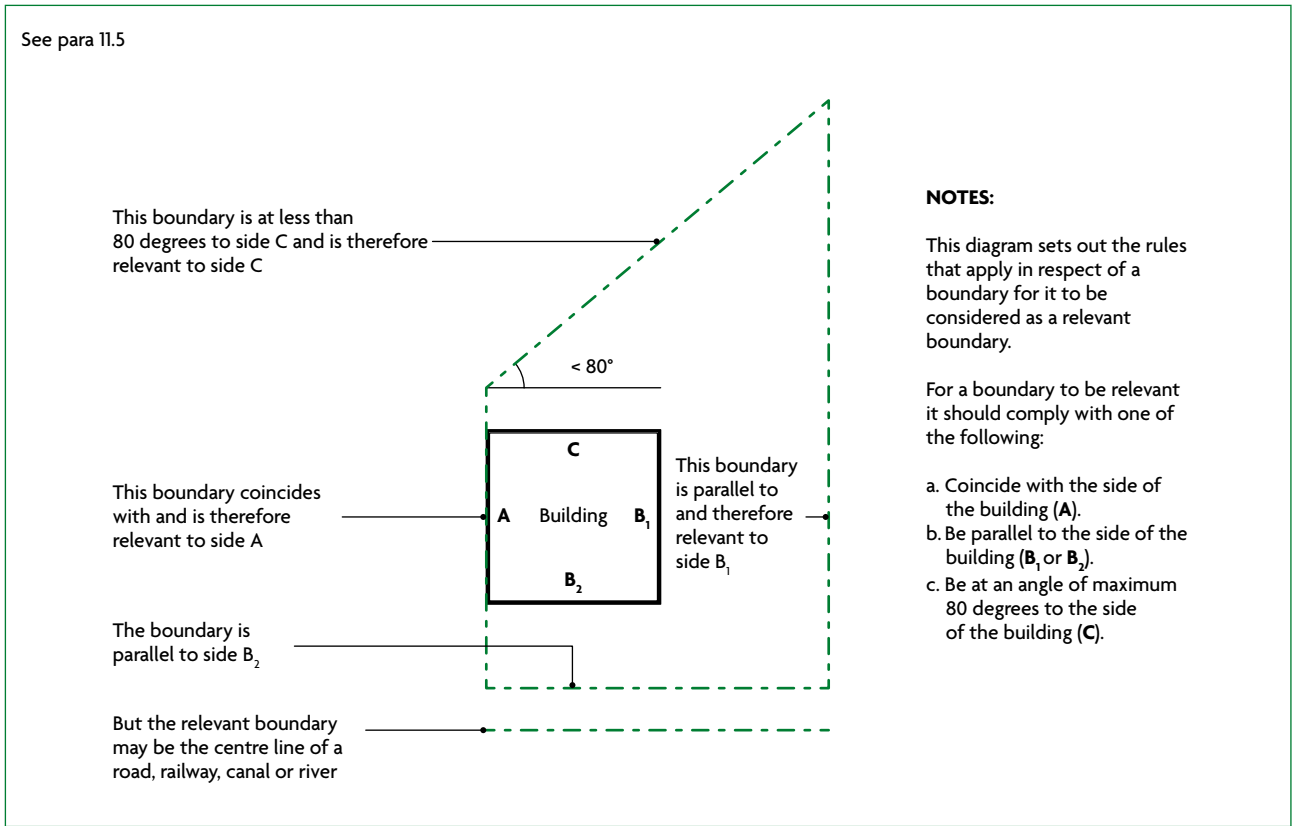 See para 11.5
This boundary is at less than
80 degrees to side C and is therefore
relevant to side C
< 80°
This boundary coincides
with and is therefore
relevant to side A
C
A Building B₁
B₂
This boundary
is parallel to
and therefore
relevant to
side B₁
The boundary is
parallel to side B₂
But the relevant boundary
may be the centre line of a
road, railway, canal or river
NOTES:
This diagram sets out the rules
that apply in respect of a
boundary for it to be
considered as a relevant
boundary.
For a boundary to be relevant
it should comply with one of
the following:
a. Coincide with the side of
the building (A).
b. Be parallel to the side of the
building (B₁ or B₂).
c. Be at an angle of maximum
80 degrees to the side
of the building (C).